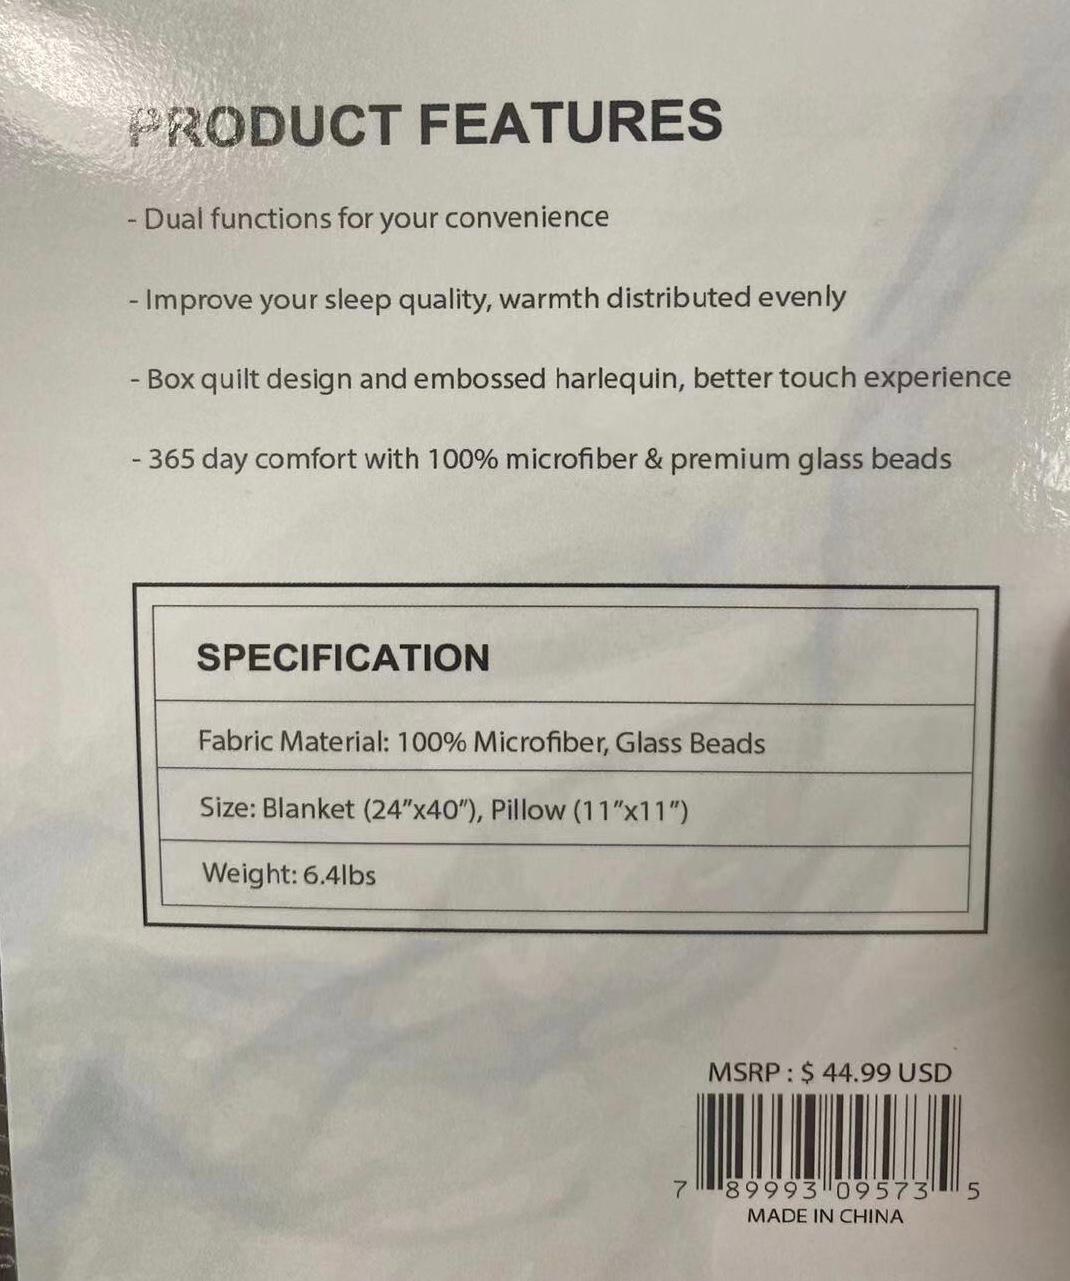 PRODUCT FEATURES
- Dual functions for your convenience
- Improve your sleep quality, warmth distributed evenly
- Box quilt design and embossed harlequin, better touch experience
- 365 day comfort with 100% microfiber & premium glass beads
SPECIFICATION
Fabric Material: 100% Microfiber, Glass Beads
Size: Blanket (24”x40”), Pillow (11”x11”)
Weight: 6.4lbs
MSRP : $ 44.99 USD
7 89993 09573 5
MADE IN CHINA